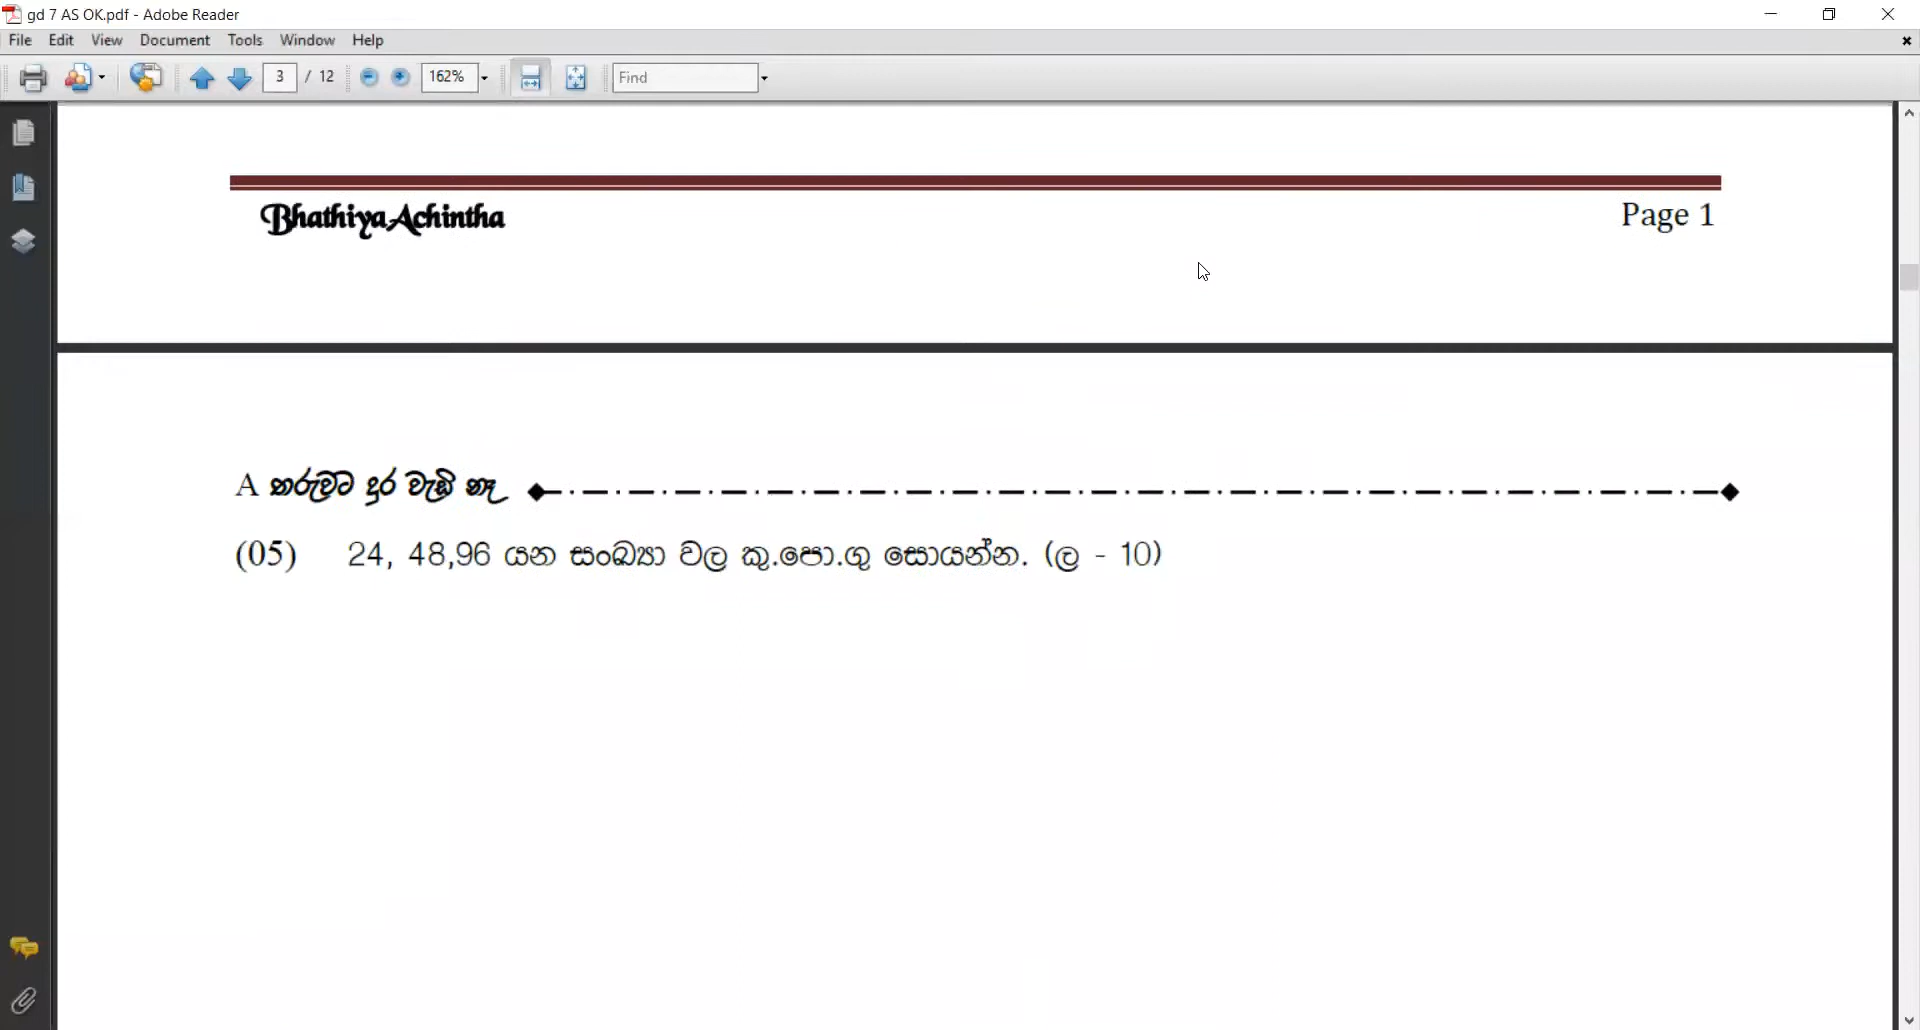 gd 7 AS OK.pdf - Adobe Reader
File Edit View Document Tools Window Help
3 / 12 162% Find
BhathiyaAchintha
Page 1
A තරුවට දුර වැඩි නෑ
(05) 24, 48,96 යන සංඛ්‍යා වල කු.පො.ගු සොයන්න. (ල - 10)